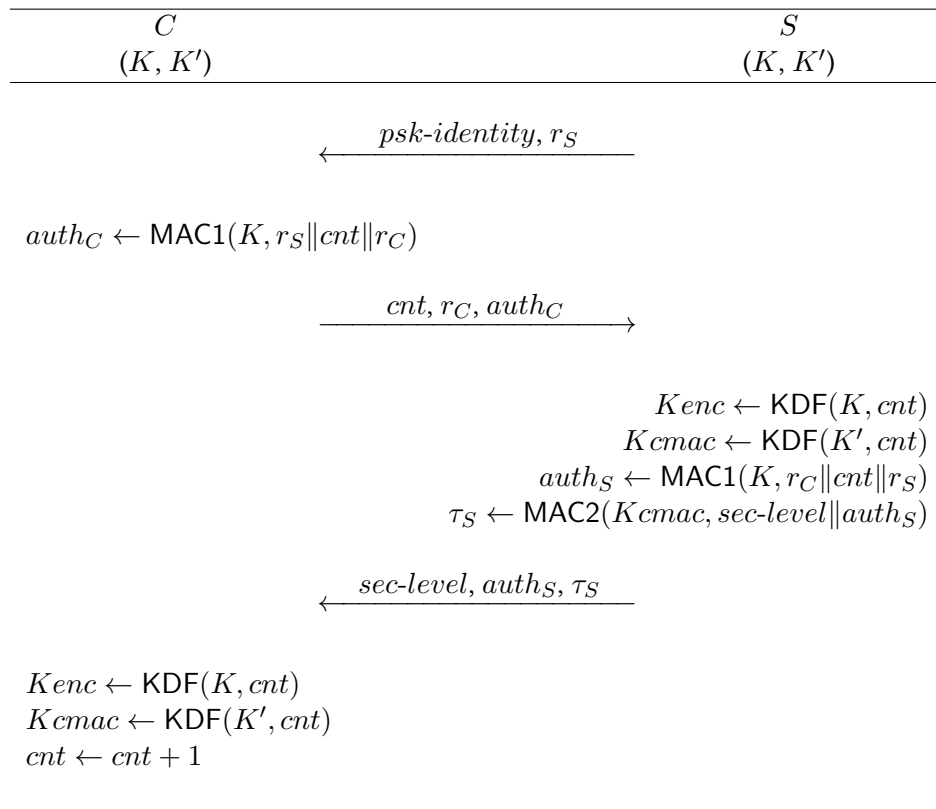 C S
(K, K′) (K, K′)
psk-identity, r_S
auth_C ← MAC1(K, r_S∥cnt∥r_C)
cnt, r_C, auth_C
Kenc ← KDF(K, cnt)
Kcmac ← KDF(K′, cnt)
auth_S ← MAC1(K, r_C∥cnt∥r_S)
τ_S ← MAC2(Kcmac, sec-level∥auth_S)
sec-level, auth_S, τ_S
Kenc ← KDF(K, cnt)
Kcmac ← KDF(K′, cnt)
cnt ← cnt + 1